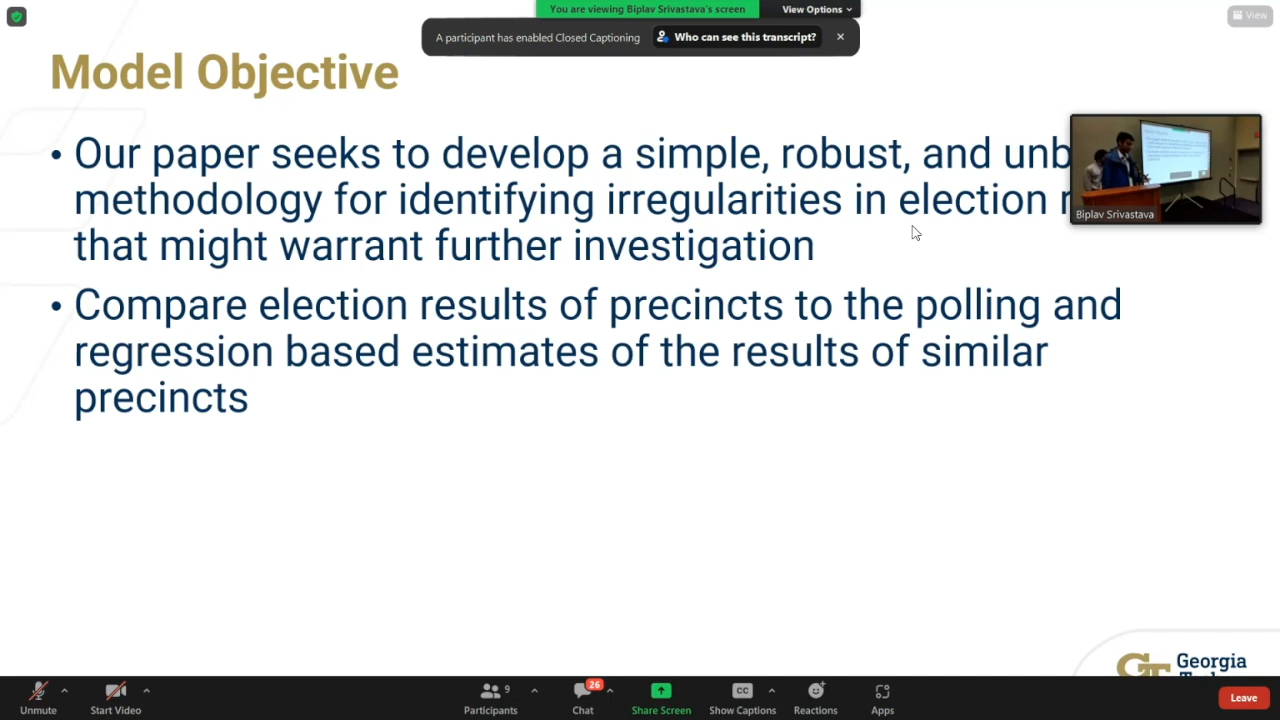 You are viewing Biplav Srivastava's screen
View Options
View
A participant has enabled Closed Captioning
Who can see this transcript?
Model Objective
• Our paper seeks to develop a simple, robust, and
methodology for identifying irregularities in election
that might warrant further investigation
Biplav Srivastava
• Compare election results of precincts to the polling and
regression based estimates of the results of similar
precincts
Georgia
Unmute
Start Video
9
Participants
26
Chat
Share Screen
CC
Show Captions
Reactions
Apps
Leave